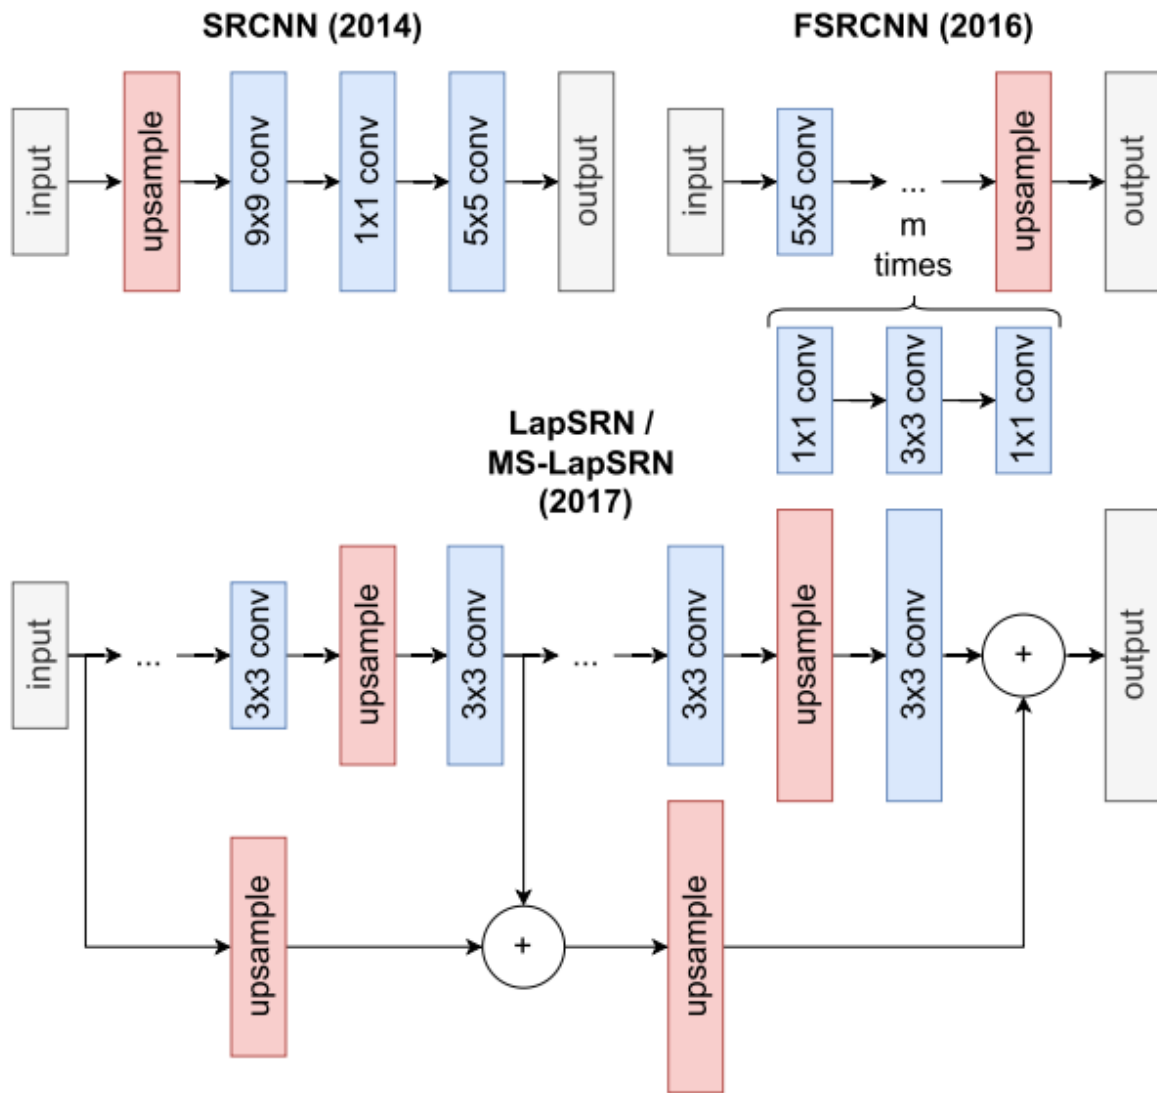 SRCNN (2014)
input
upsample
9x9 conv
1x1 conv
5x5 conv
output
FSRCNN (2016)
input
5x5 conv
...
m
times
upsample
output
1x1 conv
3x3 conv
1x1 conv
LapSRN /
MS-LapSRN
(2017)
input
...
3x3 conv
upsample
3x3 conv
...
3x3 conv
upsample
3x3 conv
+
output
upsample
+
upsample